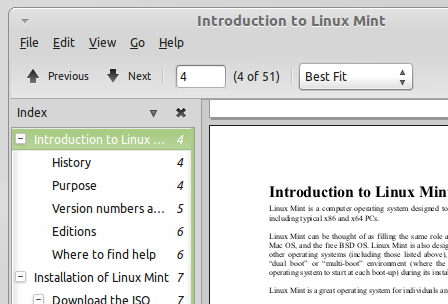 Introduction to Linux Mint
File Edit View Go Help
Previous Next 4 (4 of 51) Best Fit
Index
Introduction to Linux ... 4
History 4
Purpose 4
Version numbers a... 5
Editions 6
Where to find help 6
Installation of Linux Mint 7
Download the ISO 7
Introduction to Linux Min
Linux Mint is a computer operating system designed to
including typical x86 and x64 PCs.
Linux Mint can be thought of as filling the same role a
Mac OS, and the free BSD OS. Linux Mint is also desig
other operating systems (including those listed above),
"dual boot" or "multi-boot" environment (where the
operating system to start at each boot-up) during its insta
Linux Mint is a great operating system for individuals an